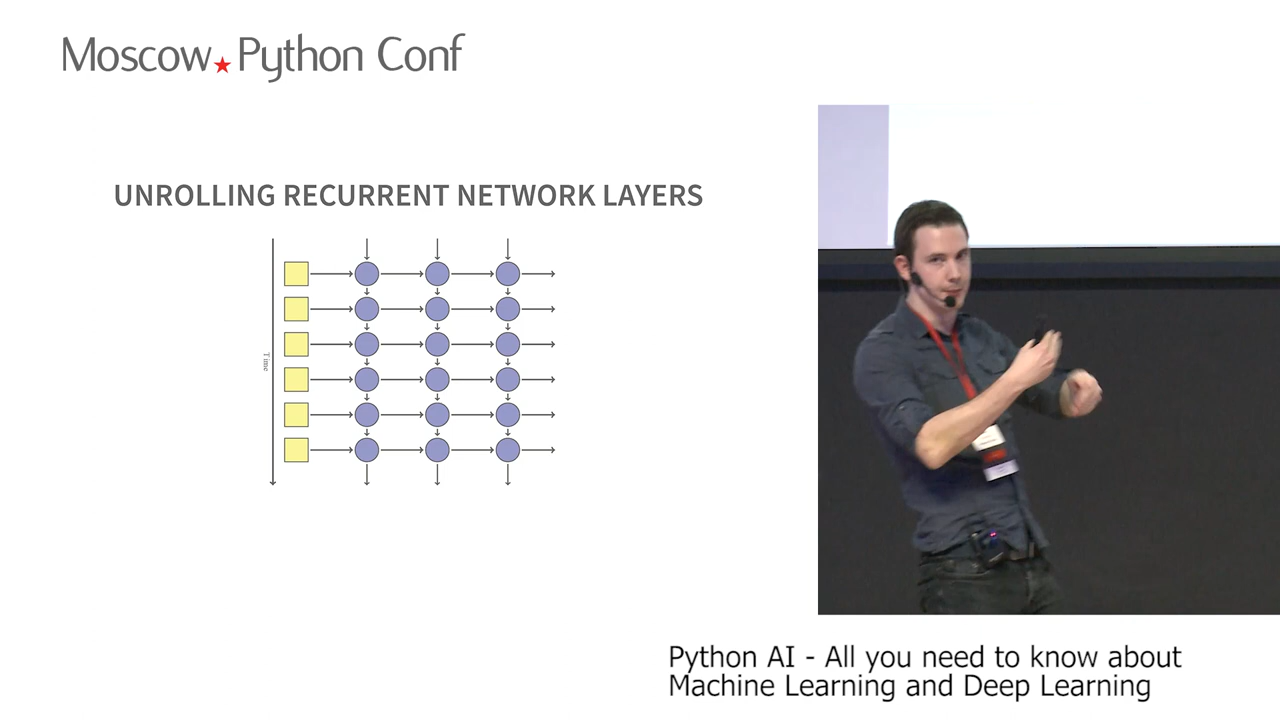 Moscow★Python Conf
UNROLLING RECURRENT NETWORK LAYERS
Time
Python AI - All you need to know about
Machine Learning and Deep Learning